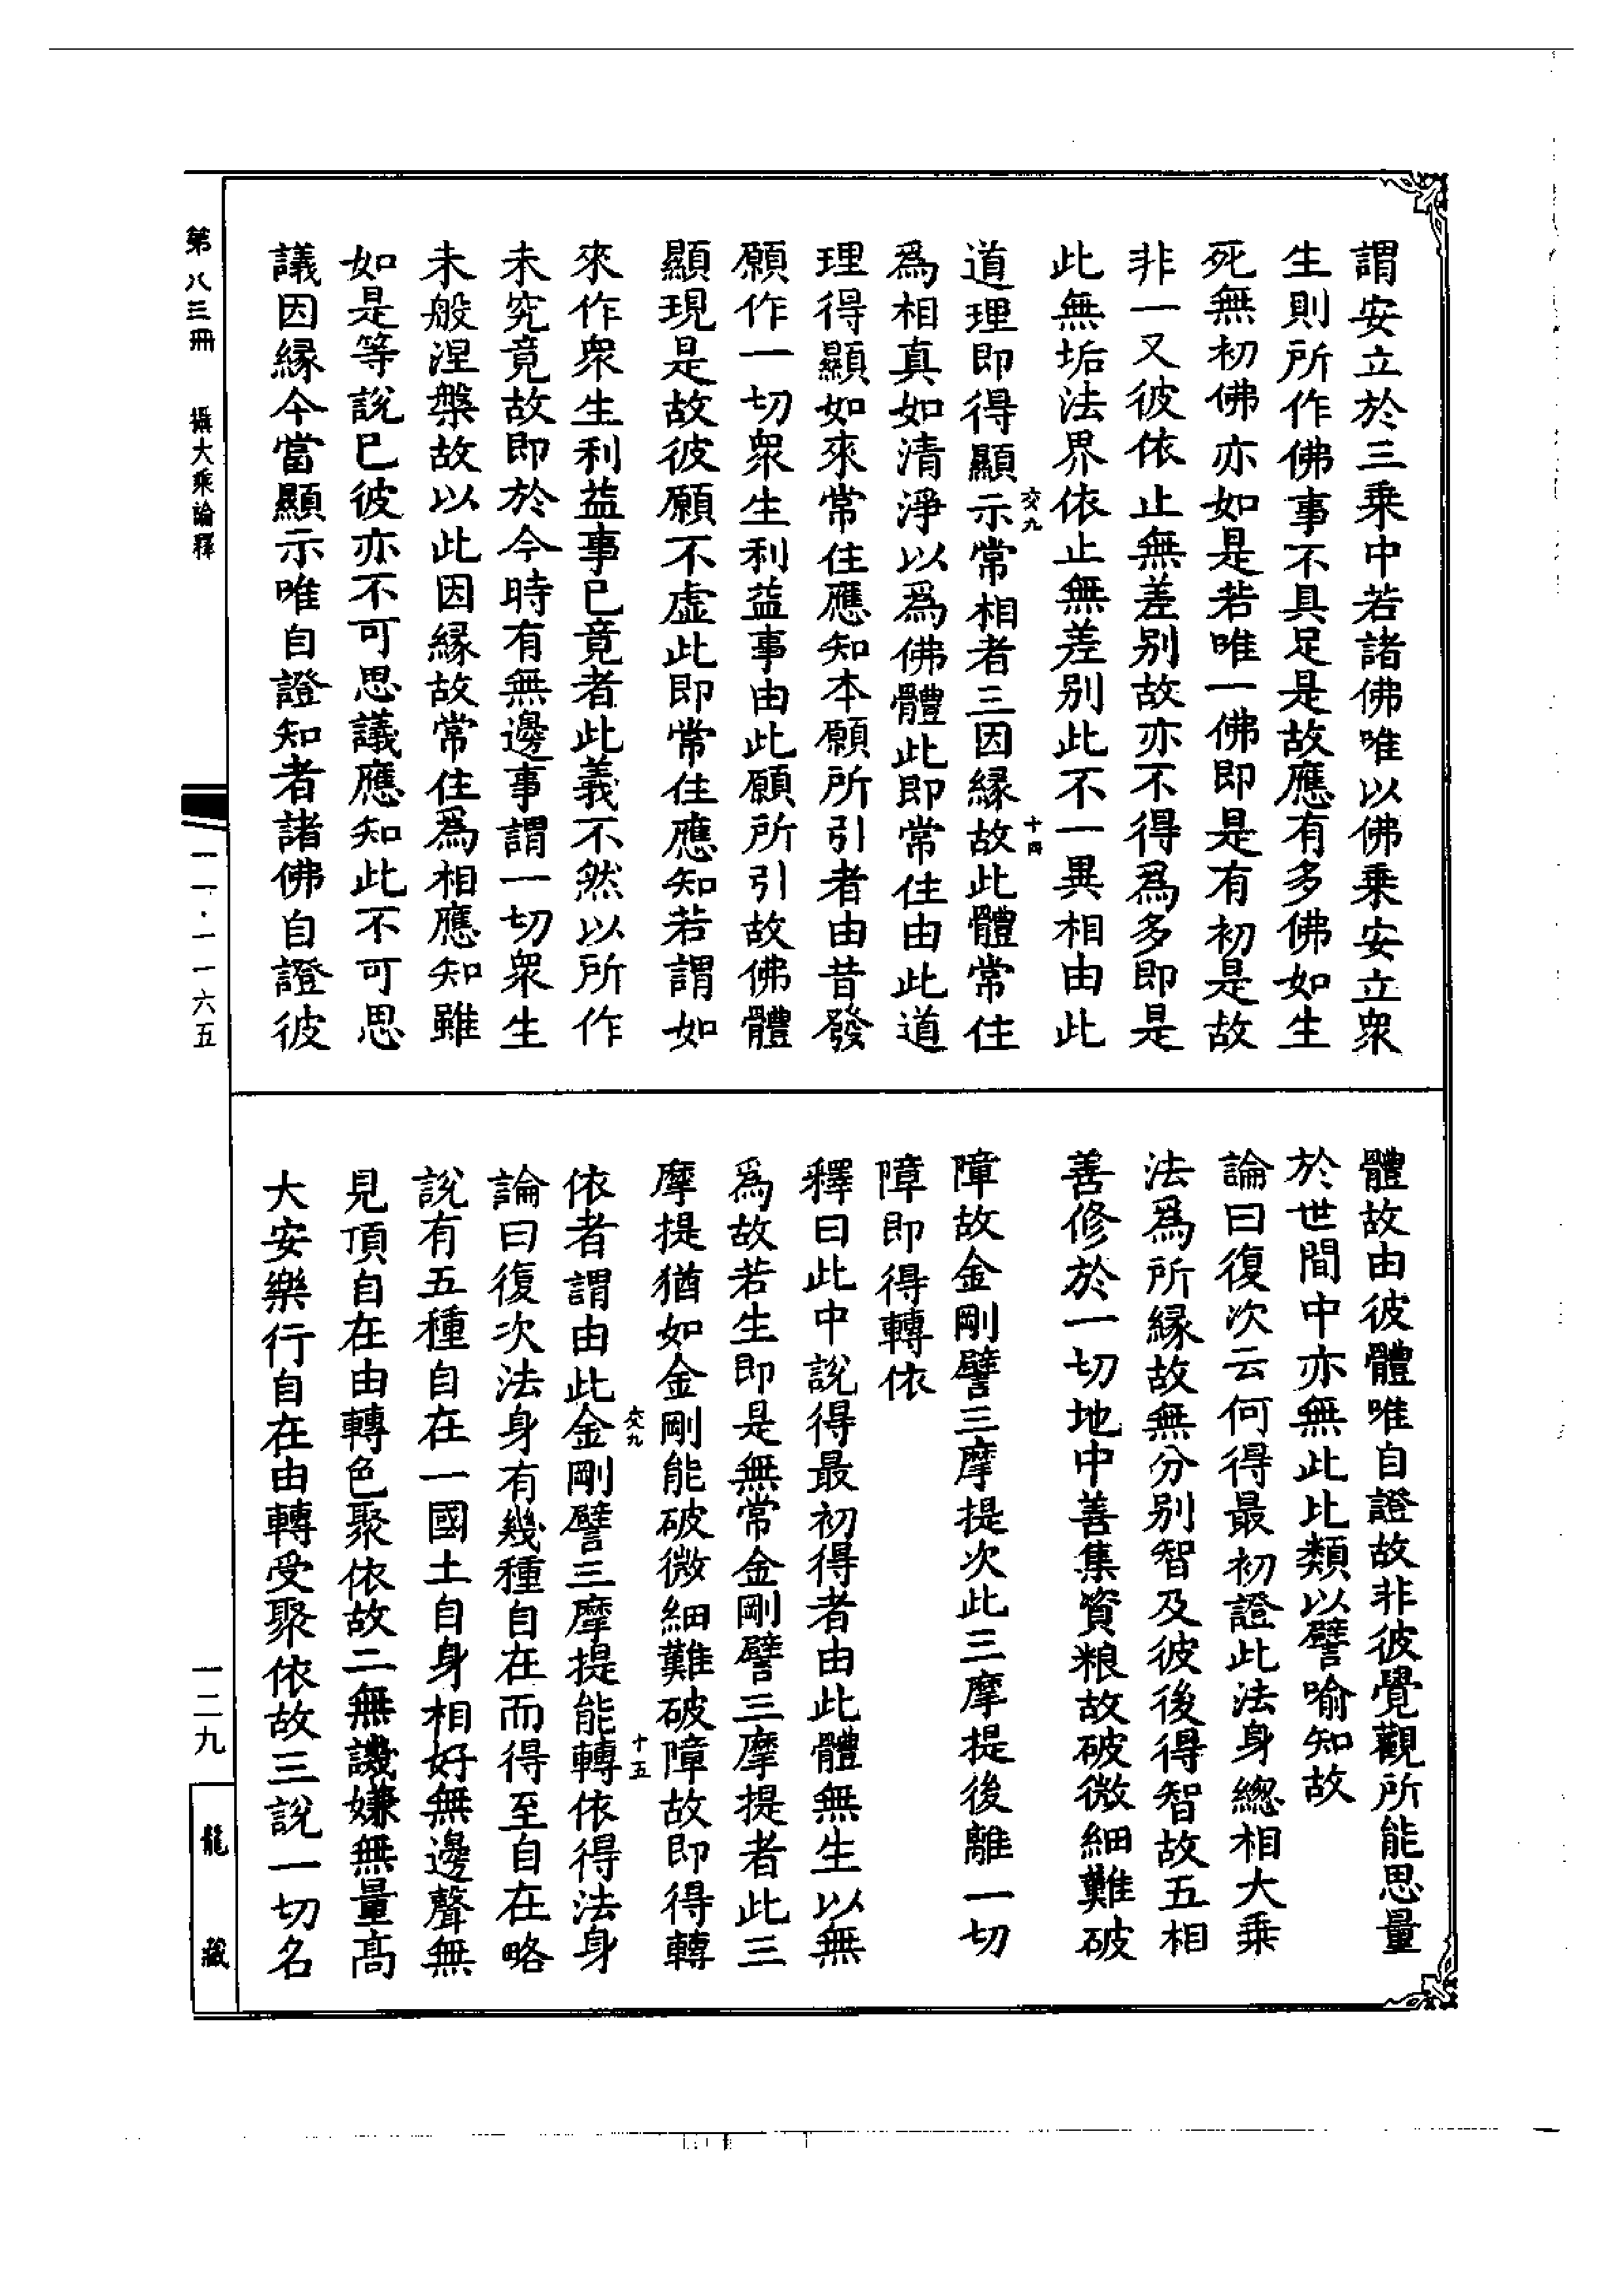 謂安立於三乘中若諸佛唯以佛乘安立衆
生則所作佛事不具足是故應有多佛如生
死無初佛亦如是若唯一佛即是有初是故
非一又彼依止無差別故亦不得爲多即是
此無垢法界依止無差別此不一異相由此
交九
十四
道理即得顯示常相者三因縁故此體常住
爲相真如清淨以爲佛體此即常住由此道
理得顯如來常住應知本願所引者由昔發
願作一切衆生利益事由此願所引故佛體
顯現是故彼願不虛此即常住應知若謂如
來作衆生利益事已竟者此義不然以所作
未究竟故即於今時有無邊事謂一切衆生
未般涅槃故以此因縁故常住爲相應知雖
如是等說已彼亦不可思議應知此不可思
議因縁今當顯示唯自證知者諸佛自證彼
體故由彼體唯自證故非彼覺觀所能思量
於世間中亦無此比類以譬喻知故
論曰復次云何得最初證此法身總相大乘
法爲所縁故無分別智及彼後得智故五相
善修於一切地中善集資粮故破微細難破
障故金剛譬三摩提次此三摩提後離一切
障即得轉依
釋曰此中說得最初得者由此體無生以無
爲故若生即是無常金剛譬三摩提者此三
摩提猶如金剛能破微細難破障故即得轉
交九
十五
依者謂由此金剛譬三摩提能轉依得法身
論曰復次法身有幾種自在而得至自在略
說有五種自在一國土自身相好無邊聲無
見頂自在由轉色聚依故二無譏嫌無量高
大安樂行自在由轉受聚依故三說一切名
第八三冊
攝大乘論釋
一一·一一六五
一二九
龍藏